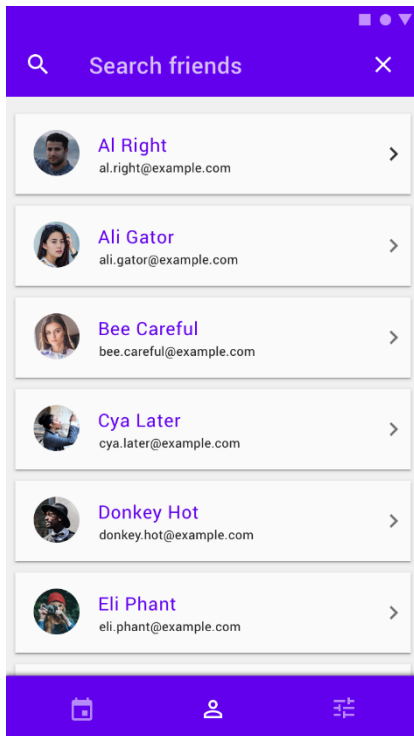 Search friends
Al Right
al.right@example.com
Ali Gator
ali.gator@example.com
Bee Careful
bee.careful@example.com
Cya Later
cya.later@example.com
Donkey Hot
donkey.hot@example.com
Eli Phant
eli.phant@example.com